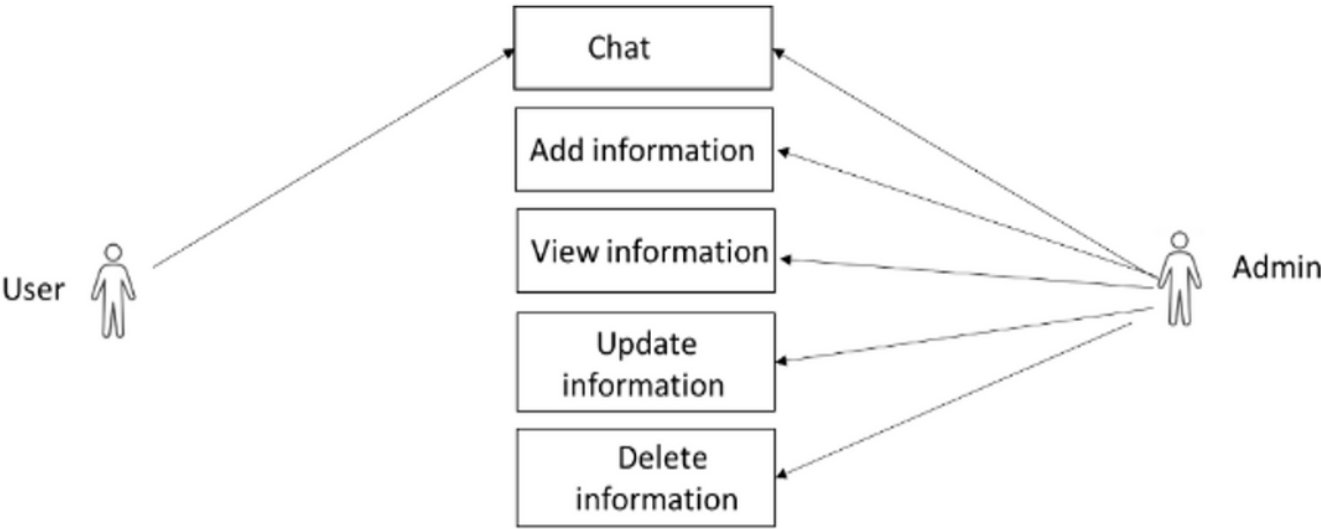 Chat
Add information
View information
User
Admin
Update
information
Delete
information